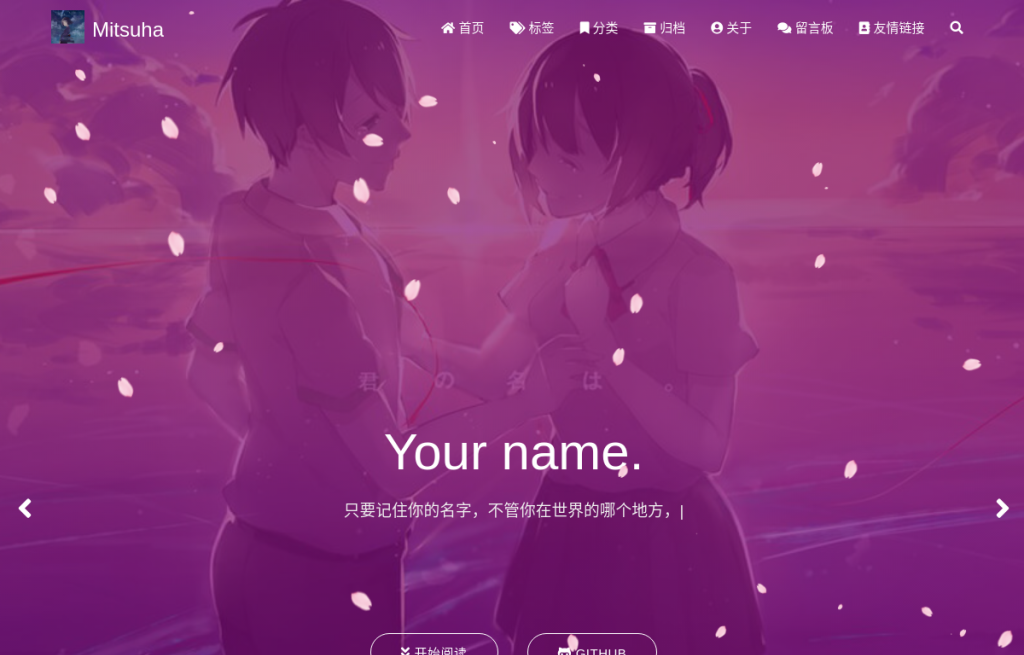 Mitsuha
首页 标签 分类 归档 关于 留言板 友情链接
君の名は。
Your name.
只要记住你的名字，不管你在世界的哪个地方，|
开始阅读 GITHUB